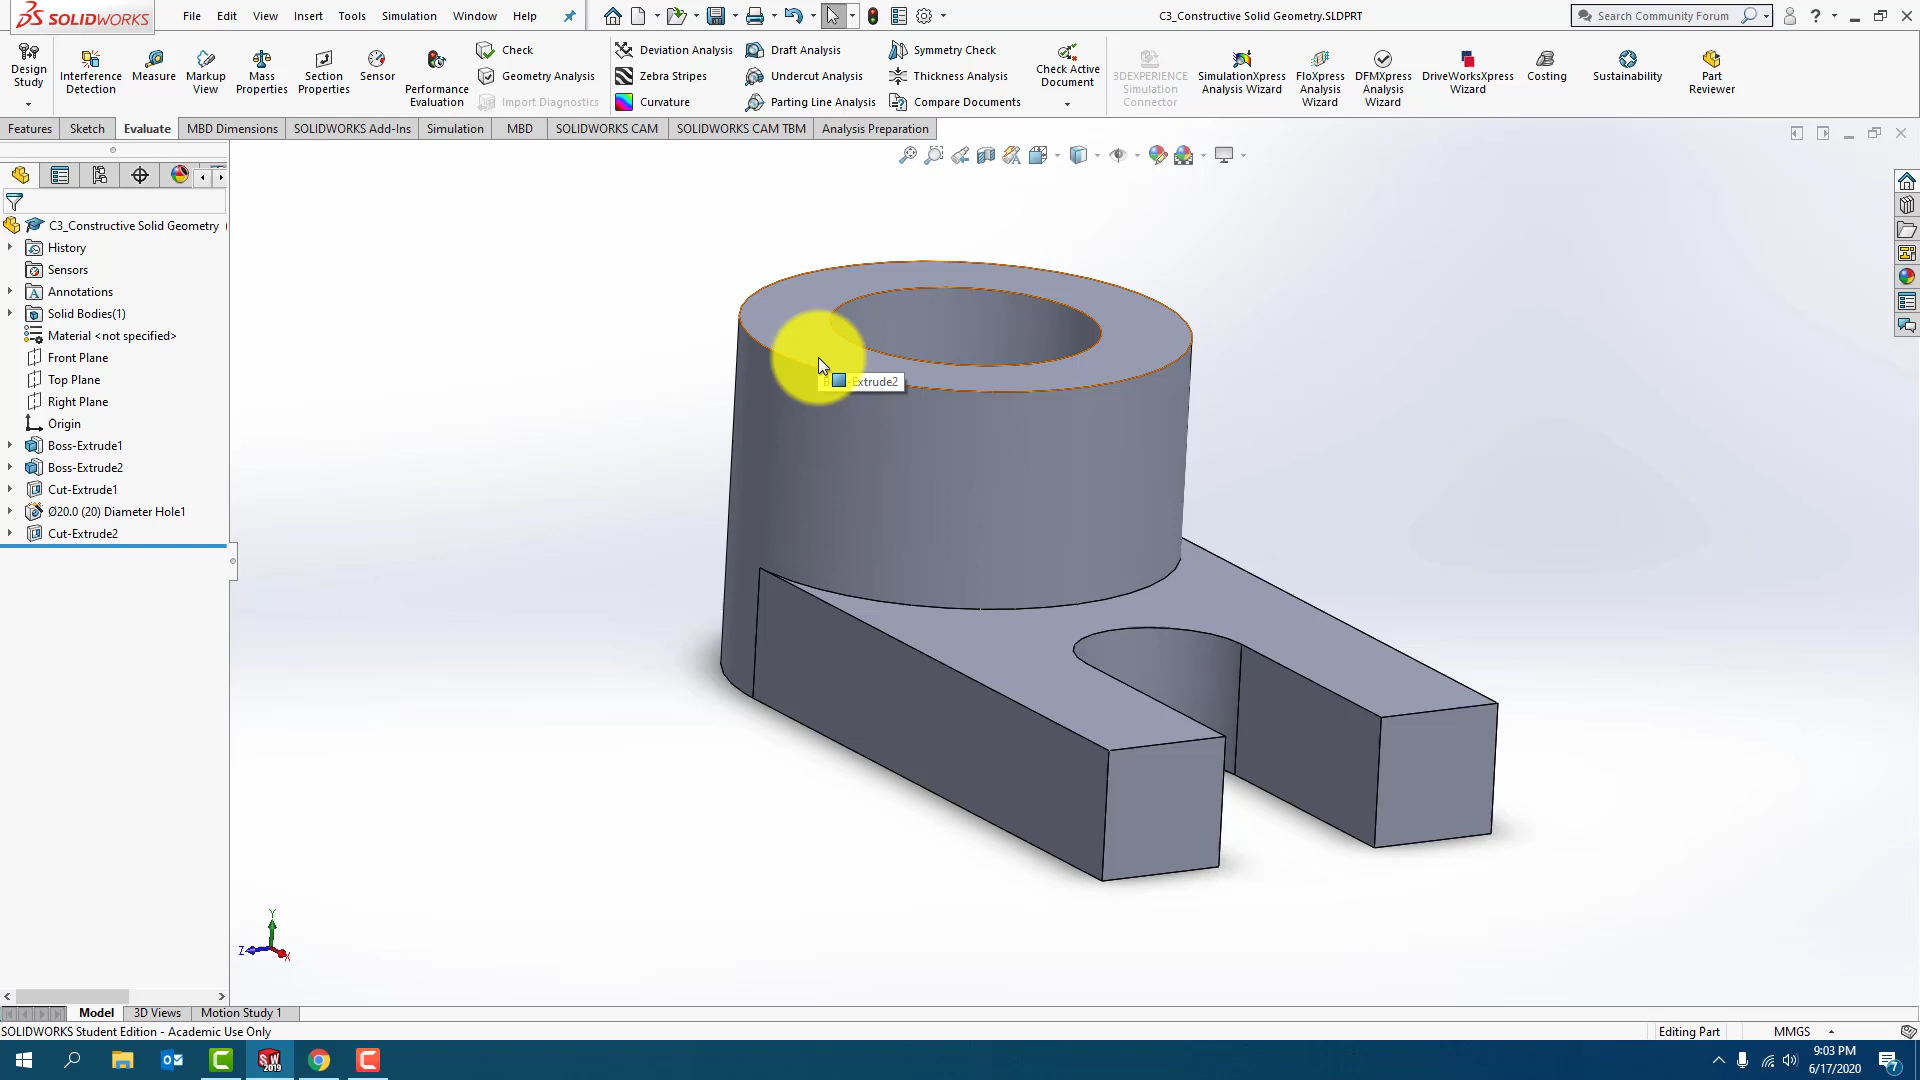 SOLIDWORKS
File Edit View Insert Tools Simulation Window Help
C3_Constructive Solid Geometry.SLDPRT
Search Community Forum
Design Study
Interference Detection
Measure
Markup View
Mass Properties
Section Properties
Sensor
Performance Evaluation
Check
Geometry Analysis
Import Diagnostics
Deviation Analysis
Zebra Stripes
Curvature
Draft Analysis
Undercut Analysis
Parting Line Analysis
Symmetry Check
Thickness Analysis
Compare Documents
Check Active Document
3DEXPERIENCE Simulation Connector
SimulationXpress Analysis Wizard
FloXpress Analysis Wizard
DFMXpress Analysis Wizard
DriveWorksXpress Wizard
Costing
Sustainability
Part Reviewer
Features Sketch Evaluate MBD Dimensions SOLIDWORKS Add-Ins Simulation MBD SOLIDWORKS CAM SOLIDWORKS CAM TBM Analysis Preparation
C3_Constructive Solid Geometry (
History
Sensors
Annotations
Solid Bodies(1)
Material <not specified>
Front Plane
Top Plane
Right Plane
Origin
Boss-Extrude1
Boss-Extrude2
Cut-Extrude1
Ø20.0 (20) Diameter Hole1
Cut-Extrude2
-Extrude2
Y
Z
X
Model 3D Views Motion Study 1
SOLIDWORKS Student Edition - Academic Use Only
Editing Part
MMGS
SW
2019
9:03 PM
6/17/2020
7